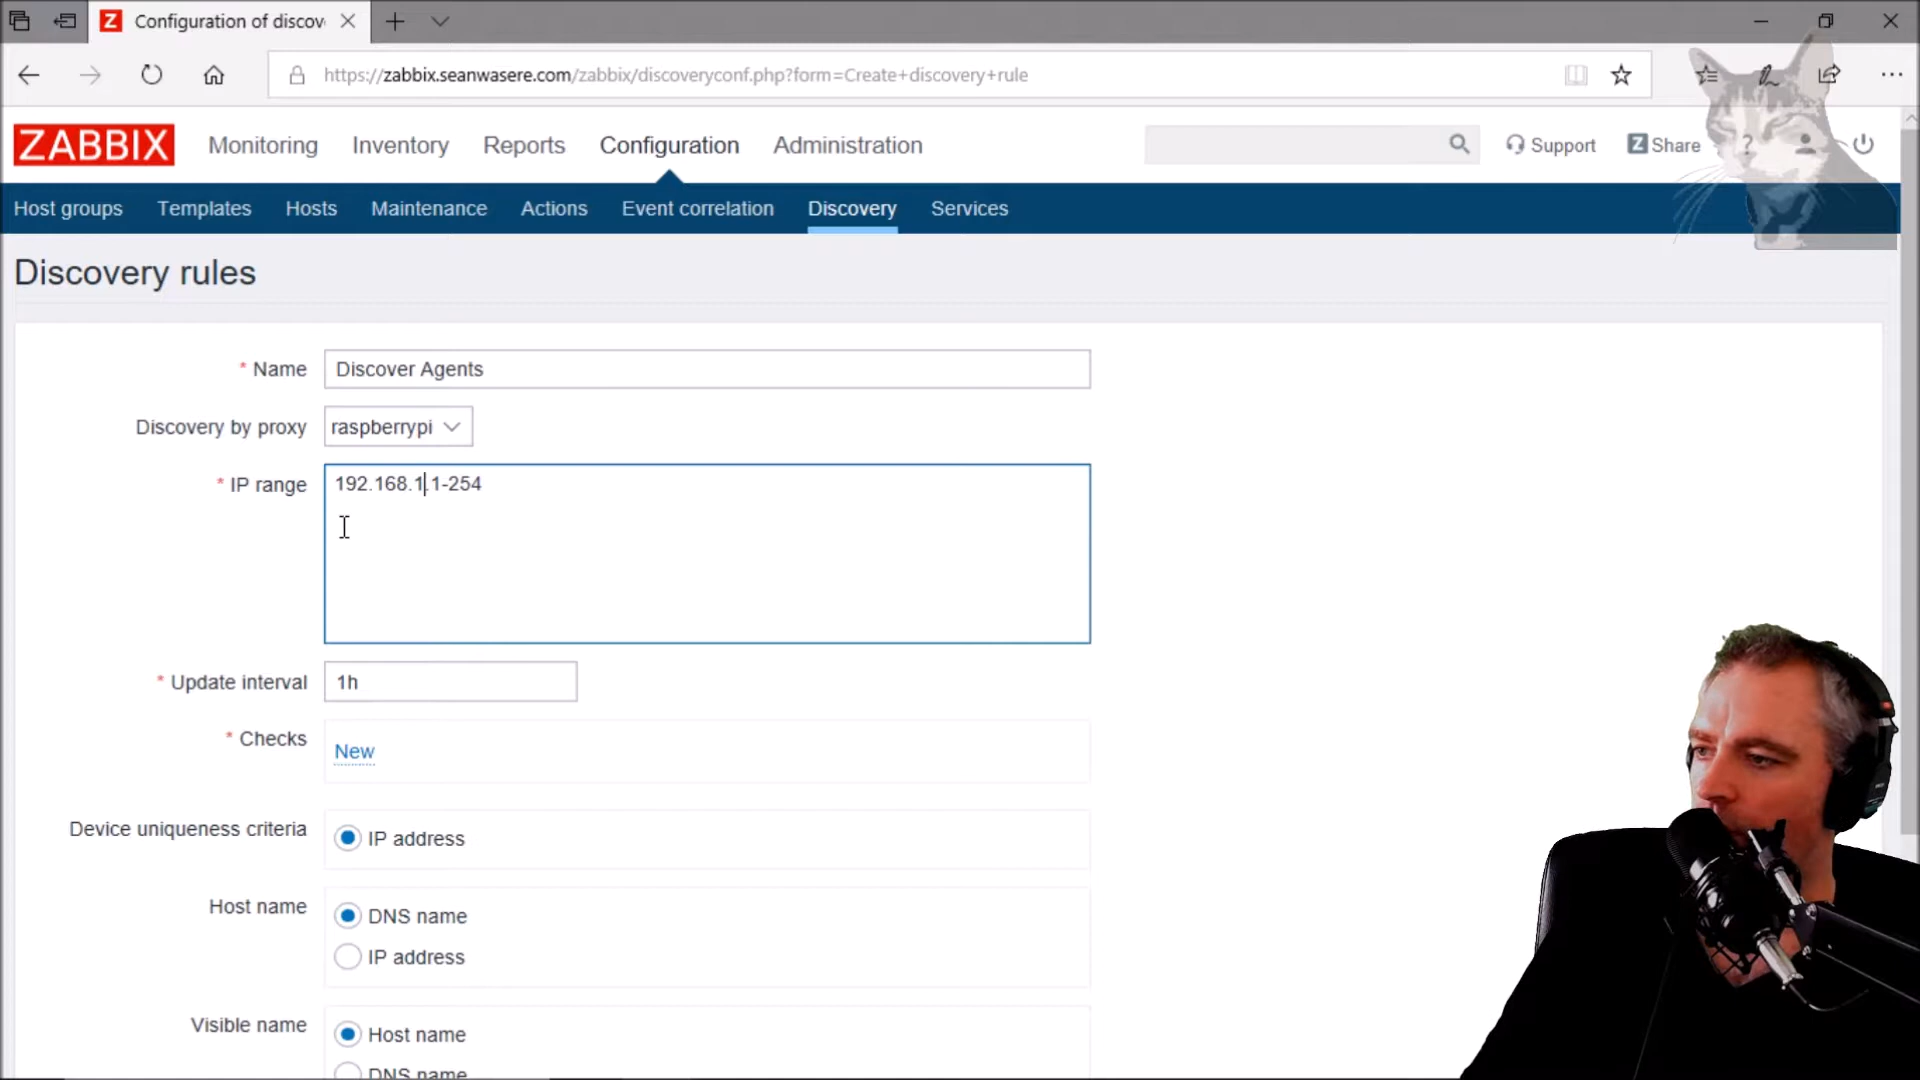 Configuration of discov
https://zabbix.seanwasere.com/zabbix/discoveryconf.php?form=Create+discovery+rule
ZABBIX Monitoring Inventory Reports Configuration Administration Support Z Share ?
Host groups Templates Hosts Maintenance Actions Event correlation Discovery Services
Discovery rules
* Name Discover Agents
Discovery by proxy raspberrypi
* IP range 192.168.1.1-254
* Update interval 1h
* Checks New
Device uniqueness criteria IP address
Host name DNS name
IP address
Visible name Host name
DNS name